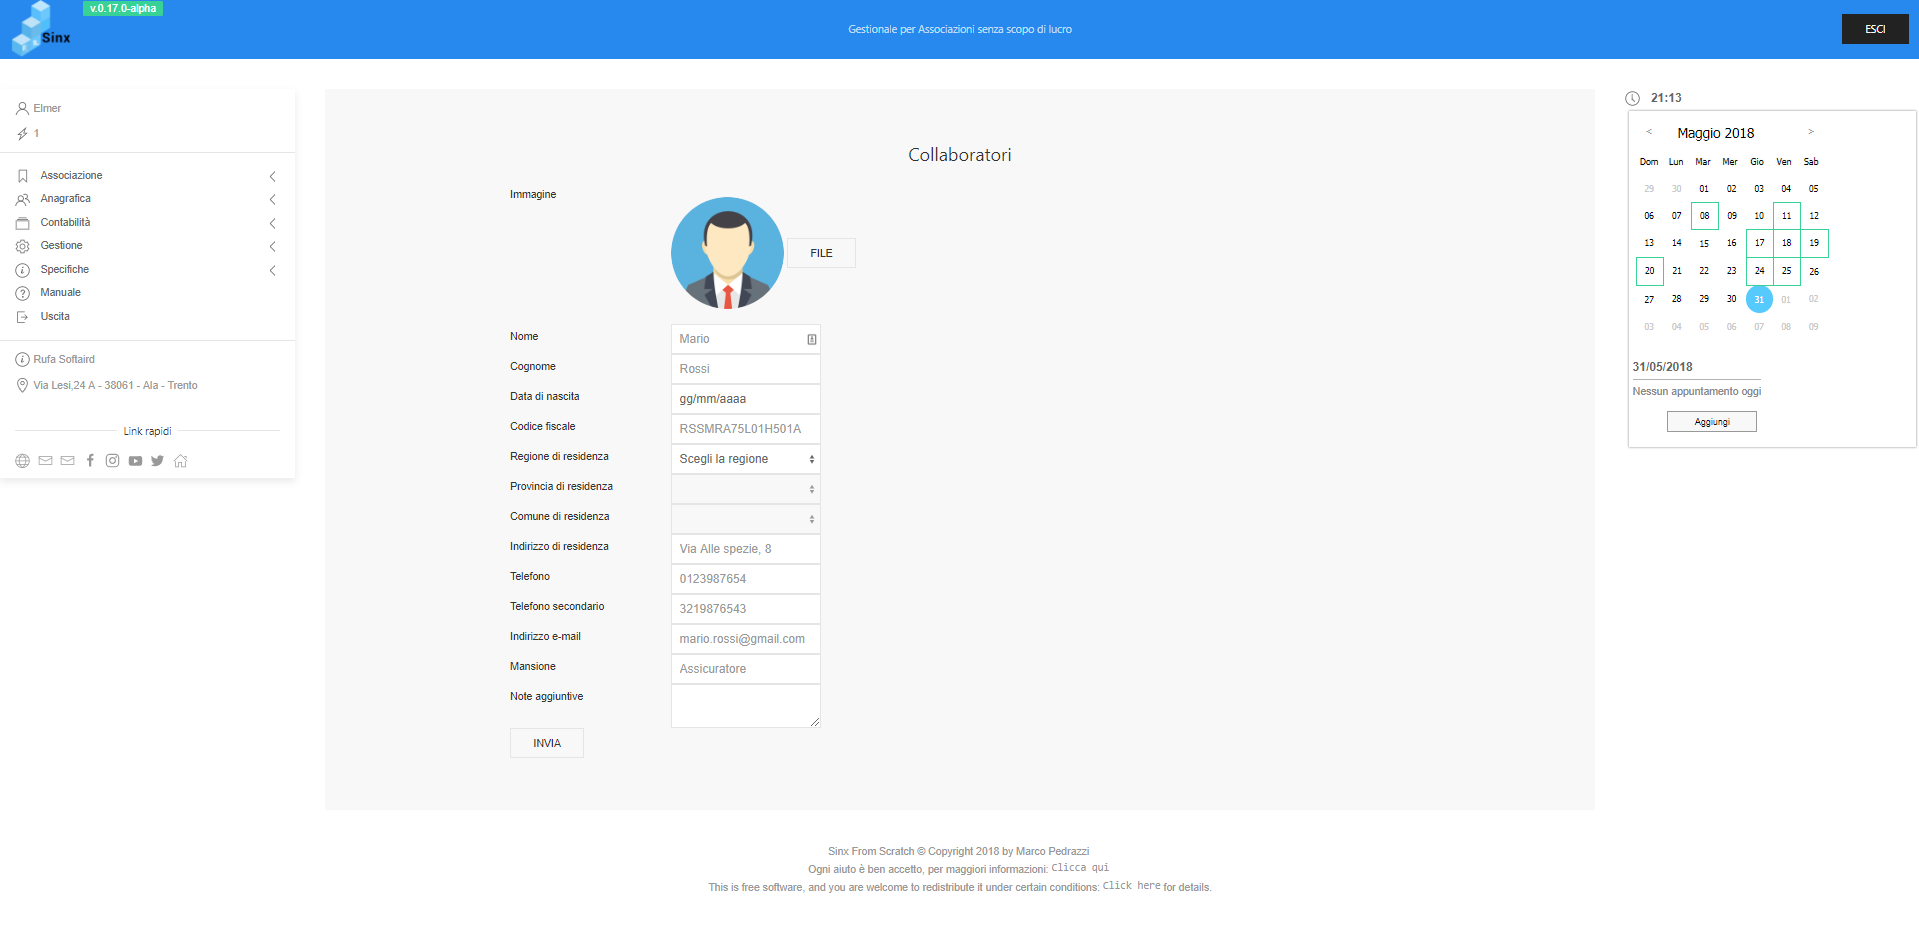 Sinx
v.0.17.0-alpha
Gestionale per Associazioni senza scopo di lucro
ESCI
Elmer
1
Associazione
Anagrafica
Contabilità
Gestione
Specifiche
Manuale
Uscita
Rufa Softaird
Via Lesi,24 A - 38061 - Ala - Trento
Link rapidi
Collaboratori
Immagine
FILE
Nome Mario
Cognome Rossi
Data di nascita gg/mm/aaaa
Codice fiscale RSSMRA75L01H501A
Regione di residenza Scegli la regione
Provincia di residenza
Comune di residenza
Indirizzo di residenza Via Alle spezie, 8
Telefono 0123987654
Telefono secondario 3219876543
Indirizzo e-mail mario.rossi@gmail.com
Mansione Assicuratore
Note aggiuntive
INVIA
21:13
< Maggio 2018 >
Dom Lun Mar Mer Gio Ven Sab
29 30 01 02 03 04 05
06 07 08 09 10 11 12
13 14 15 16 17 18 19
20 21 22 23 24 25 26
27 28 29 30 31 01 02
03 04 05 06 07 08 09
31/05/2018
Nessun appuntamento oggi
Aggiungi
Sinx From Scratch © Copyright 2018 by Marco Pedrazzi
Ogni aiuto è ben accetto, per maggiori informazioni: Clicca qui
This is free software, and you are welcome to redistribute it under certain conditions: Click here for details.